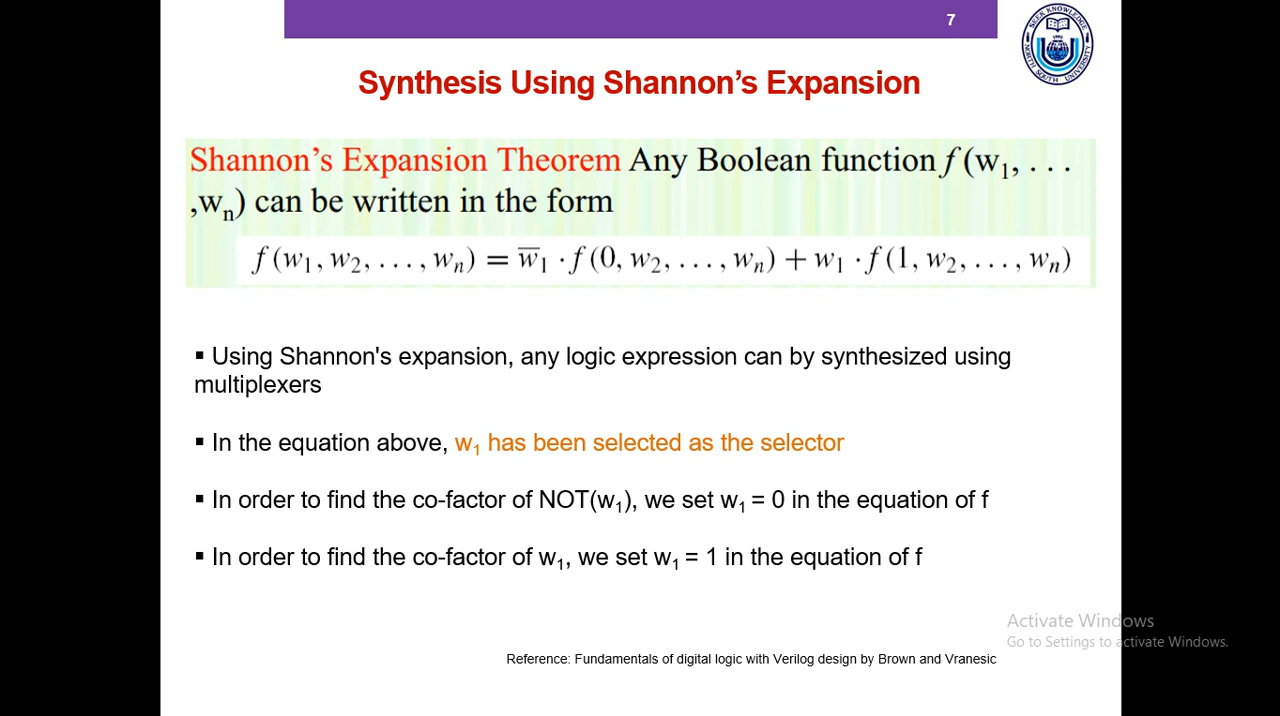 7
SEEK KNOWLEDGE
NORTH SOUTH UNIVERSITY
Synthesis Using Shannon's Expansion
Shannon's Expansion Theorem Any Boolean function f (w₁, . . .
,wₙ) can be written in the form
f (w₁, w₂, . . . , wₙ) = w̅₁ · f (0, w₂, . . . , wₙ) + w₁ · f (1, w₂, . . . , wₙ)
▪ Using Shannon's expansion, any logic expression can by synthesized using
multiplexers
▪ In the equation above, w₁ has been selected as the selector
▪ In order to find the co-factor of NOT(w₁), we set w₁ = 0 in the equation of f
▪ In order to find the co-factor of w₁, we set w₁ = 1 in the equation of f
Activate Windows
Go to Settings to activate Windows.
Reference: Fundamentals of digital logic with Verilog design by Brown and Vranesic